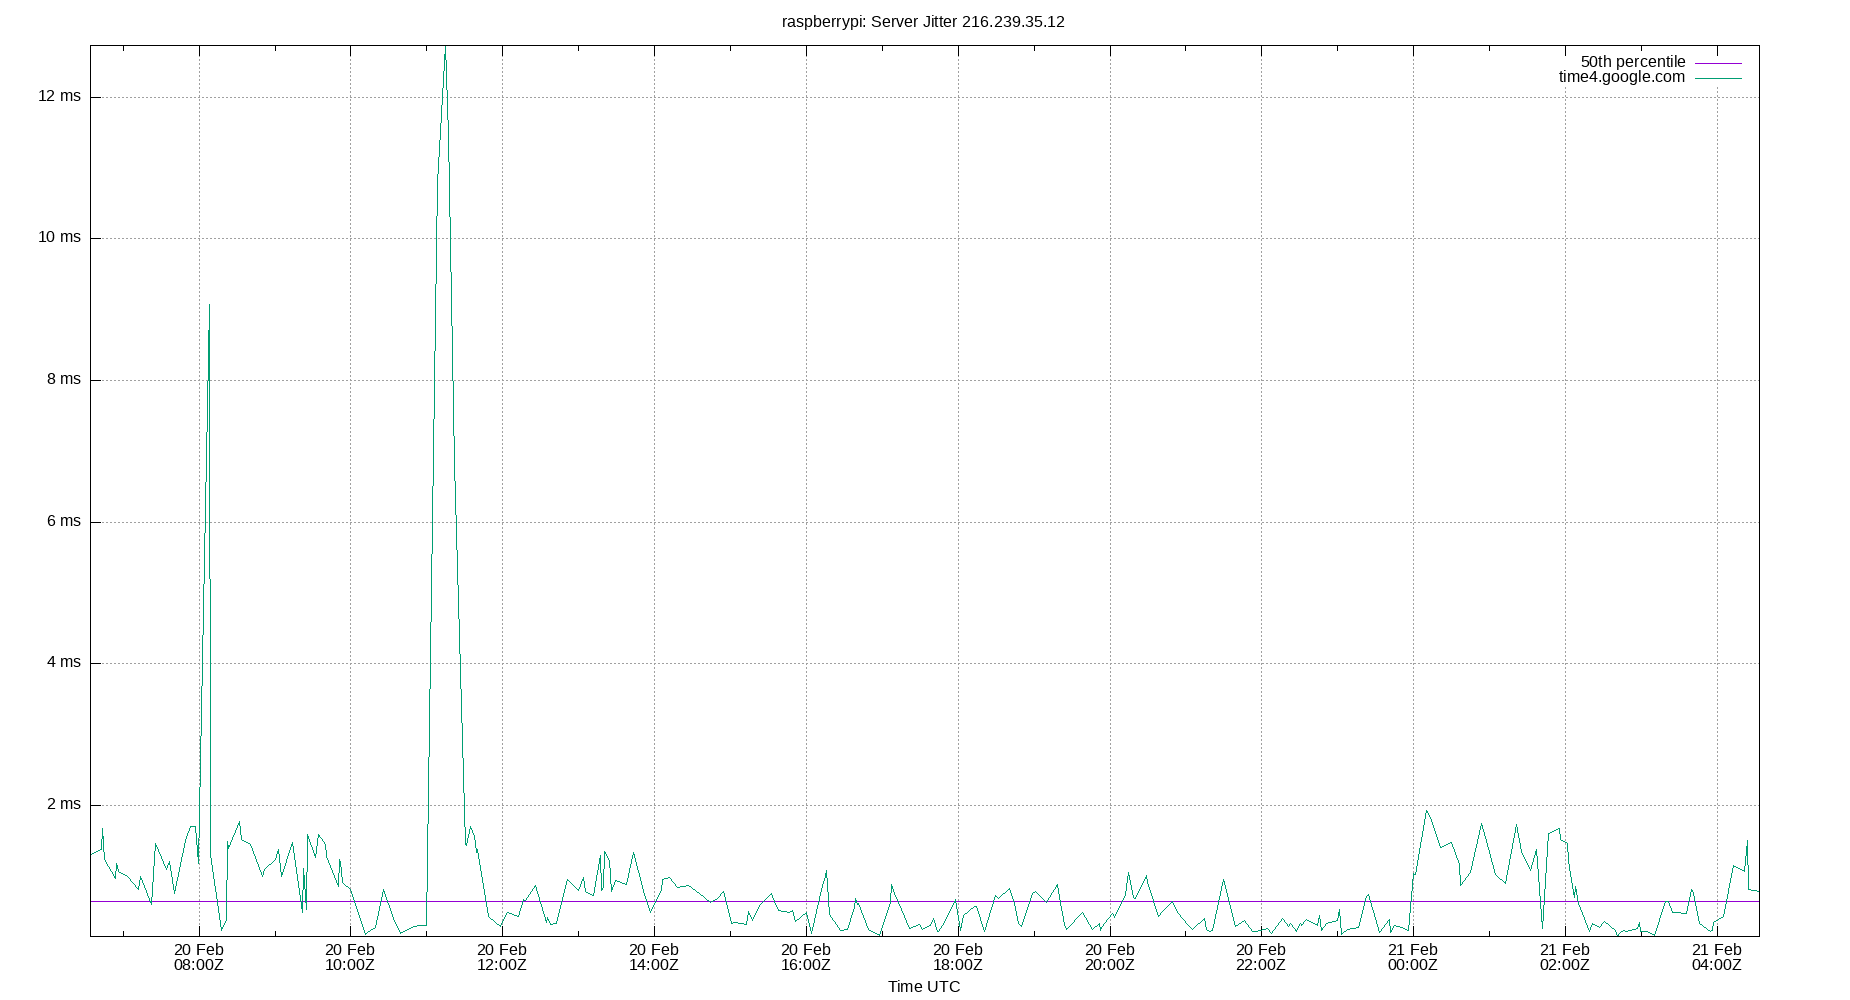 raspberrypi: Server Jitter 216.239.35.12
50th percentile
time4.google.com
12 ms
10 ms
8 ms
6 ms
4 ms
2 ms
20 Feb 20 Feb 20 Feb 20 Feb 20 Feb 20 Feb 20 Feb 20 Feb 21 Feb 21 Feb 21 Feb
08:00Z 10:00Z 12:00Z 14:00Z 16:00Z 18:00Z 20:00Z 22:00Z 00:00Z 02:00Z 04:00Z
Time UTC